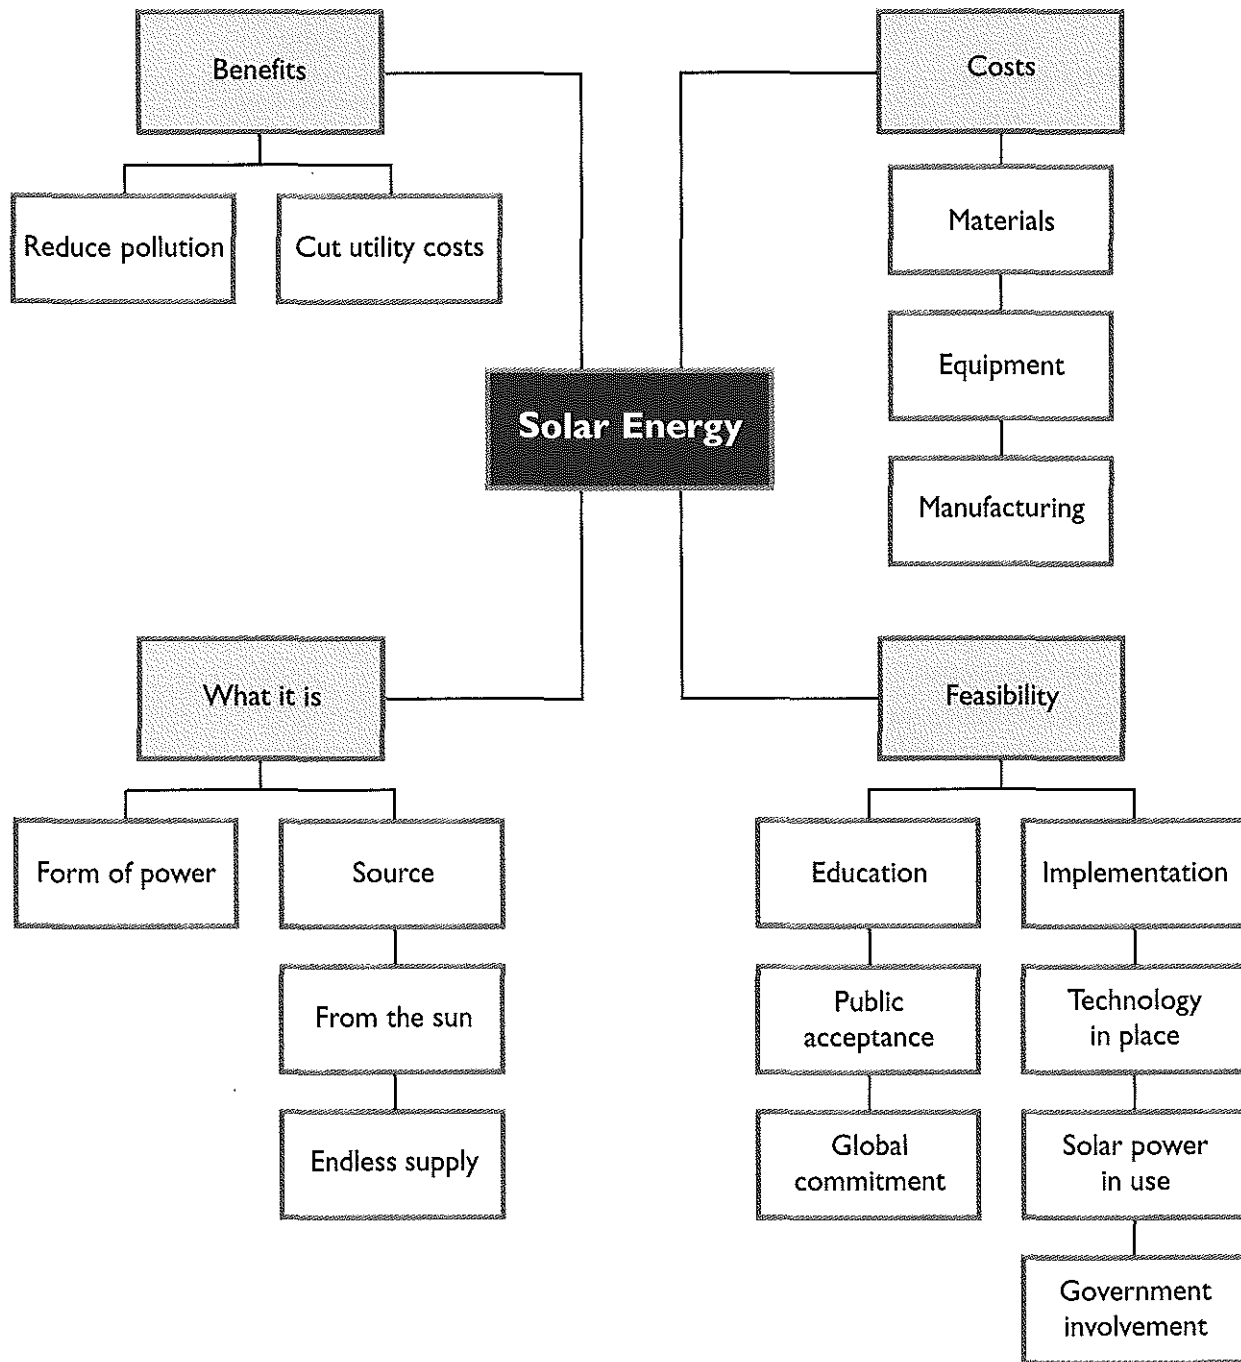 Benefits
Reduce pollution
Cut utility costs
Costs
Materials
Equipment
Manufacturing
Solar Energy
What it is
Form of power
Source
From the sun
Endless supply
Feasibility
Education
Public
acceptance
Global
commitment
Implementation
Technology
in place
Solar power
in use
Government
involvement